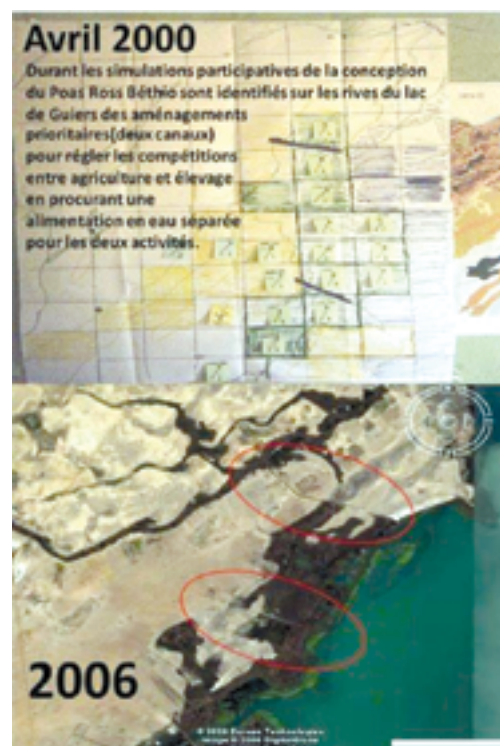 Avril 2000
Durant les simulations participatives de la conception
du Poas Ross Béthio sont identifiés sur les rives du lac
de Guiers des aménagements
prioritaires(deux canaux)
pour régler les compétitions
entre agriculture et élevage
en procurant une
alimentation en eau séparée
pour les deux activités.
2006